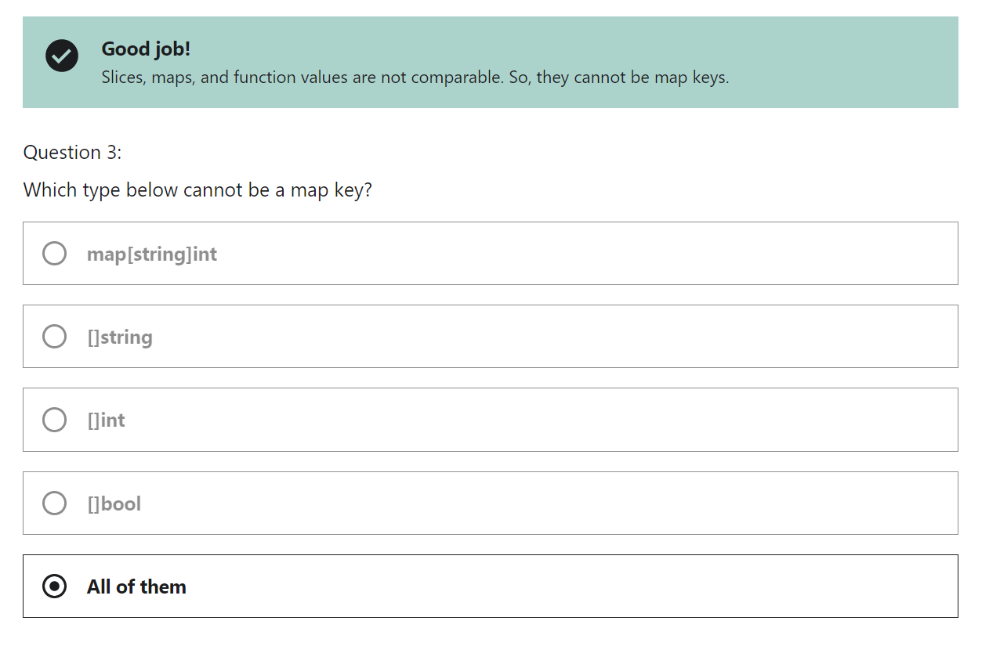 Good job!
Slices, maps, and function values are not comparable. So, they cannot be map keys.
Question 3:
Which type below cannot be a map key?
map[string]int
[]string
[]int
[]bool
All of them